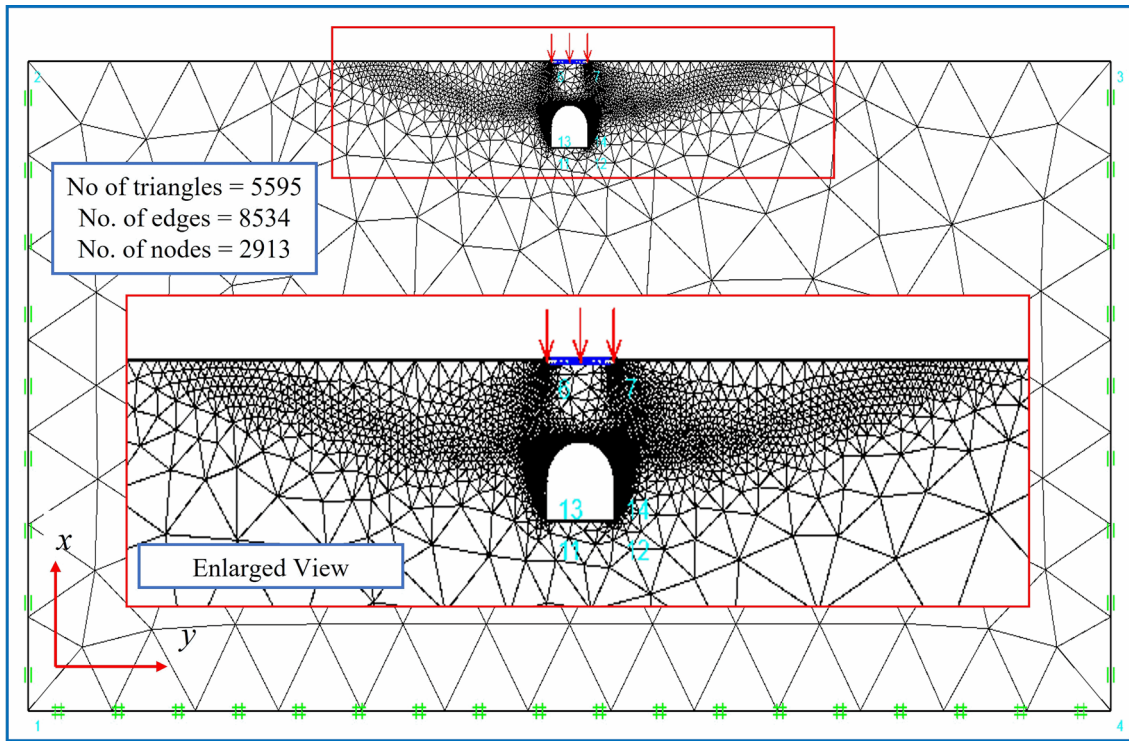 2
3
6
7
13
14
11
12
No of triangles = 5595
No. of edges = 8534
No. of nodes = 2913
6
7
13
14
11
12
Enlarged View
x
y
1
4